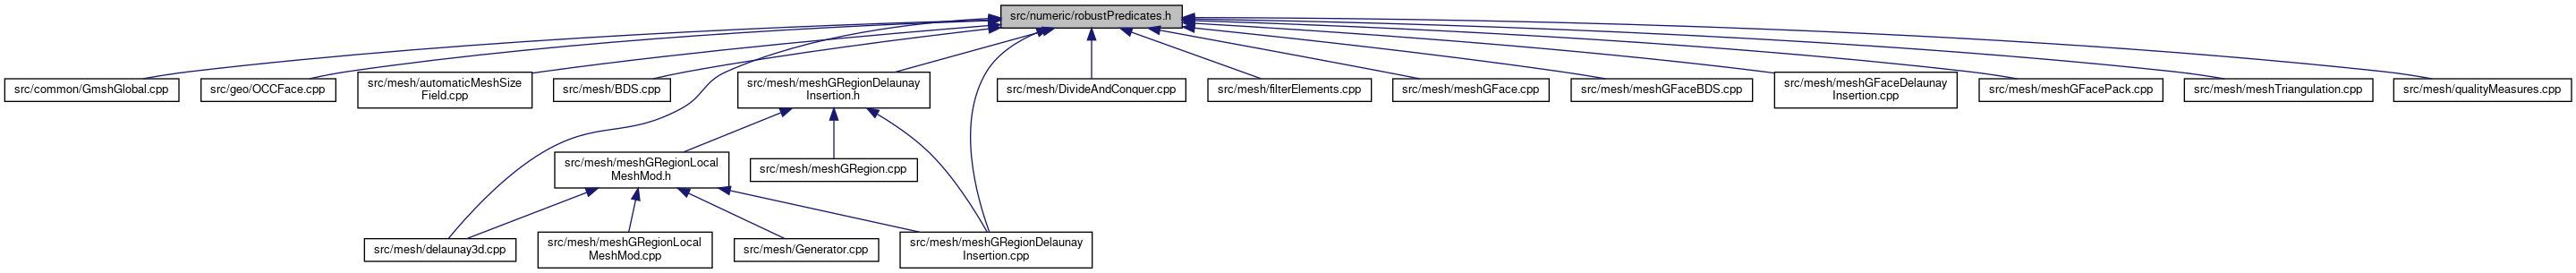 src/numeric/robustPredicates.h
src/common/GmshGlobal.cpp
src/geo/OCCFace.cpp
src/mesh/automaticMeshSize
Field.cpp
src/mesh/BDS.cpp
src/mesh/meshGRegionDelaunay
Insertion.h
src/mesh/DivideAndConquer.cpp
src/mesh/filterElements.cpp
src/mesh/meshGFace.cpp
src/mesh/meshGFaceBDS.cpp
src/mesh/meshGFaceDelaunay
Insertion.cpp
src/mesh/meshGFacePack.cpp
src/mesh/meshTriangulation.cpp
src/mesh/qualityMeasures.cpp
src/mesh/meshGRegionLocal
MeshMod.h
src/mesh/meshGRegion.cpp
src/mesh/delaunay3d.cpp
src/mesh/meshGRegionLocal
MeshMod.cpp
src/mesh/Generator.cpp
src/mesh/meshGRegionDelaunay
Insertion.cpp